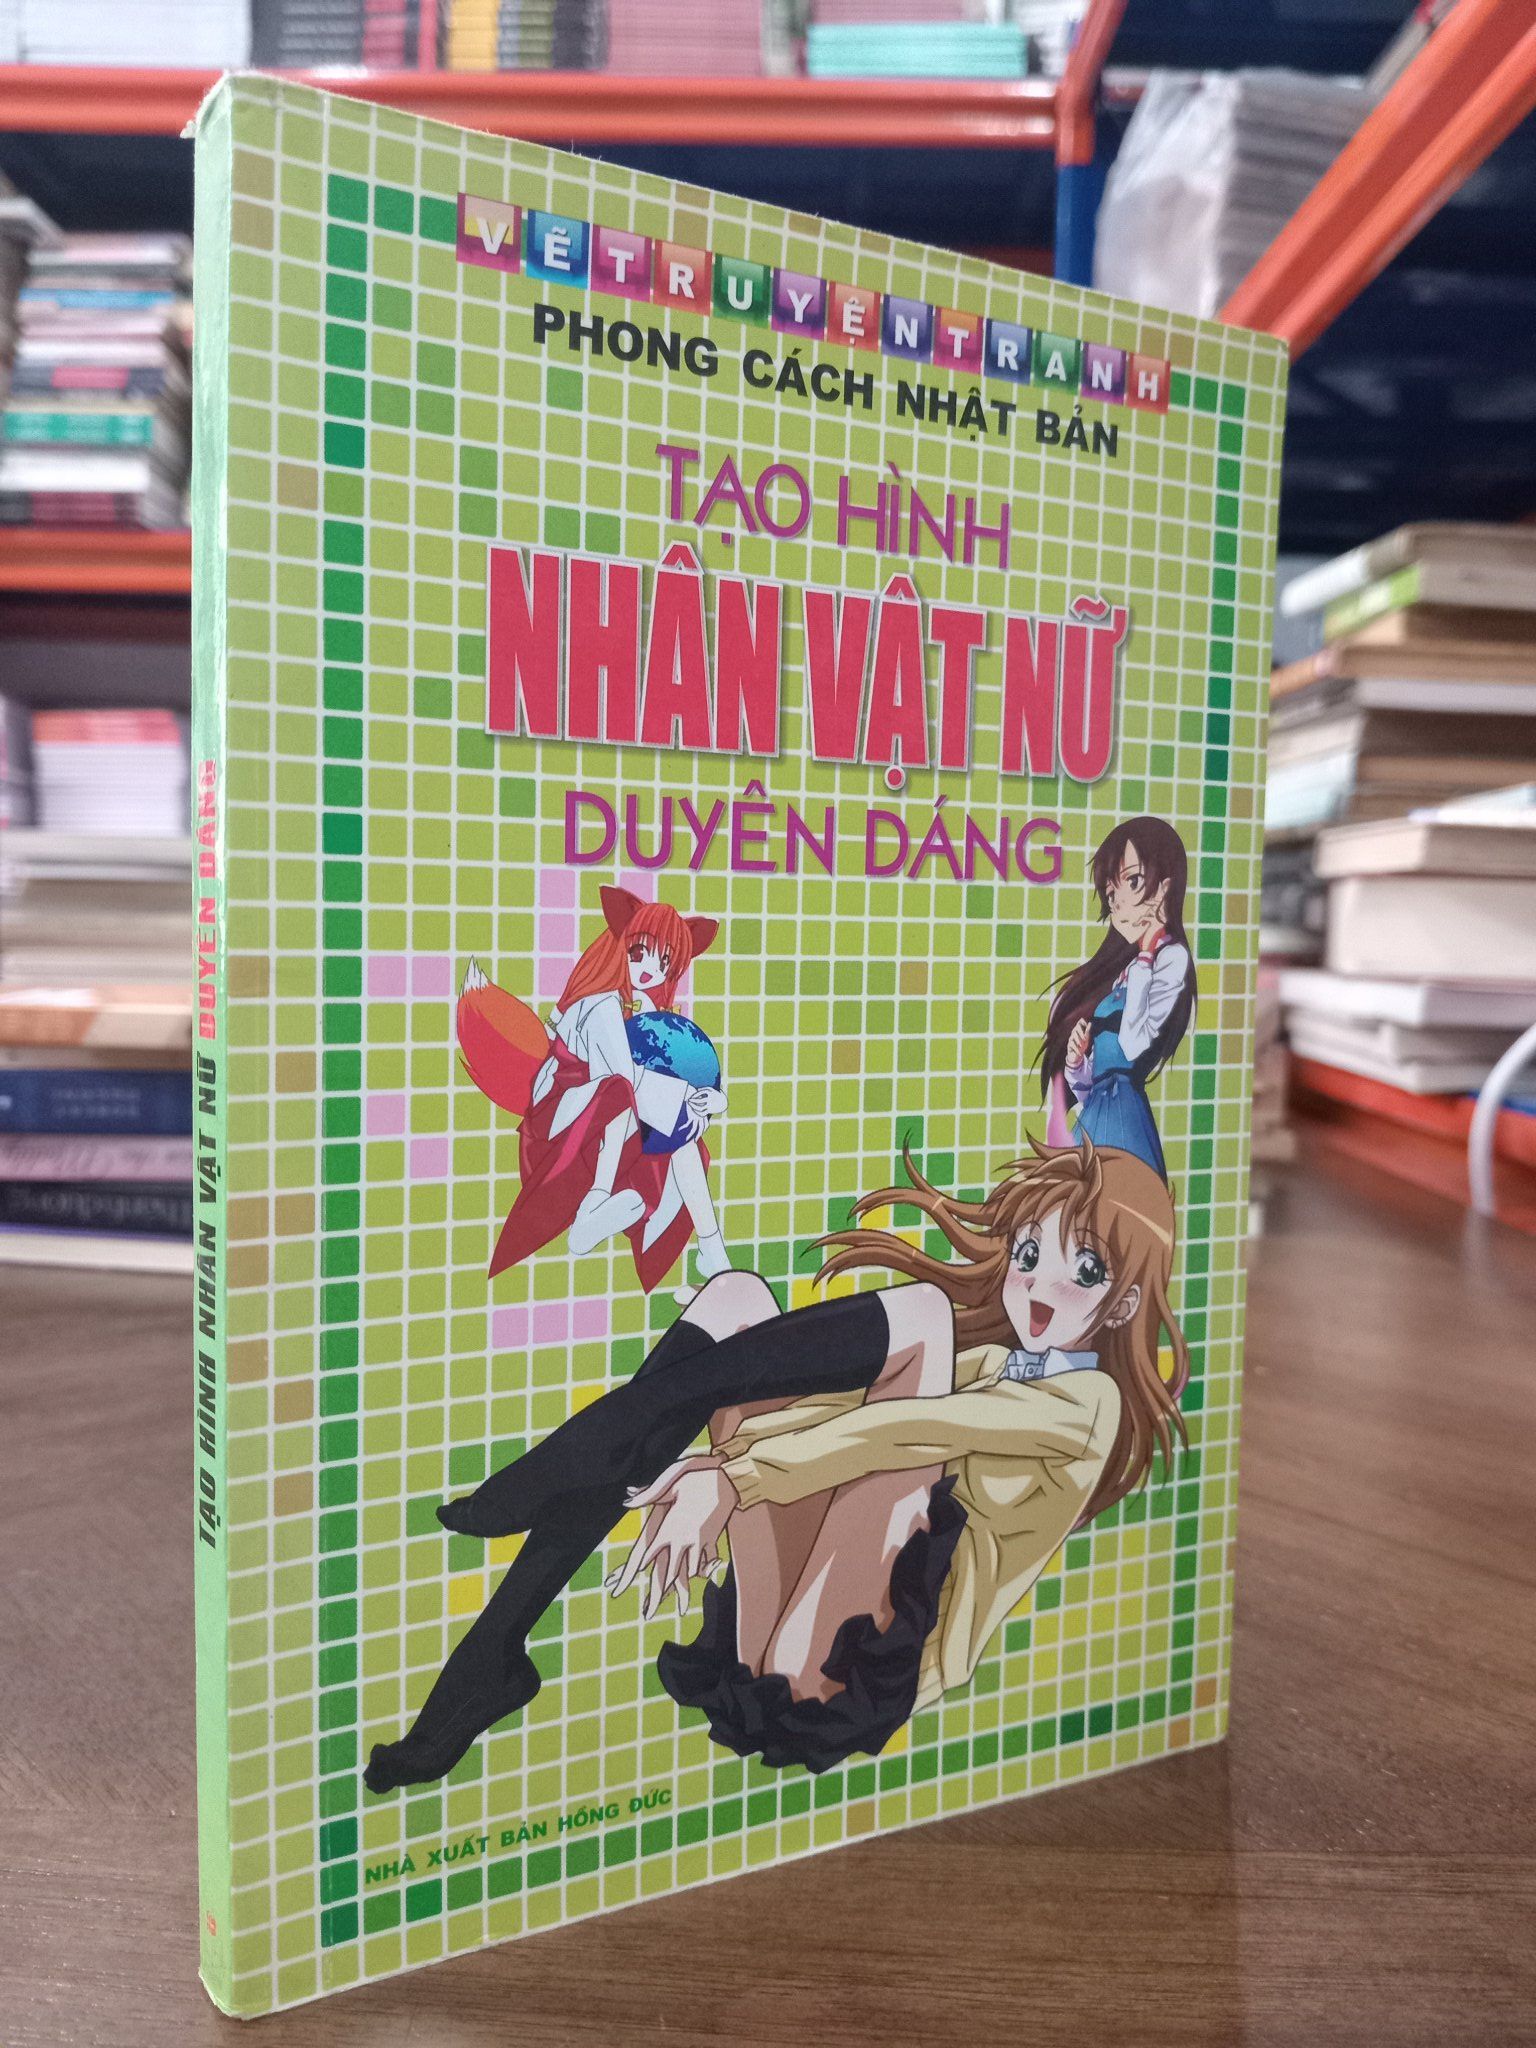 VẼ TRUYỆN TRANH
PHONG CÁCH NHẬT BẢN
TẠO HÌNH
NHÂN VẬT NỮ
DUYÊN DÁNG
NHÀ XUẤT BẢN HỒNG ĐỨC
TẠO HÌNH NHÂN VẬT NỮ DUYÊN DÁNG